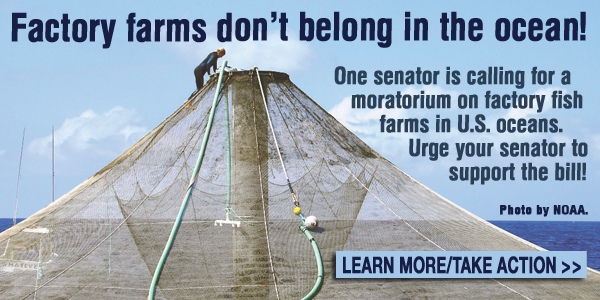 Factory farms don't belong in the ocean!
One senator is calling for a
moratorium on factory fish
farms in U.S. oceans.
Urge your senator to
support the bill!
Photo by NOAA.
LEARN MORE/TAKE ACTION >>